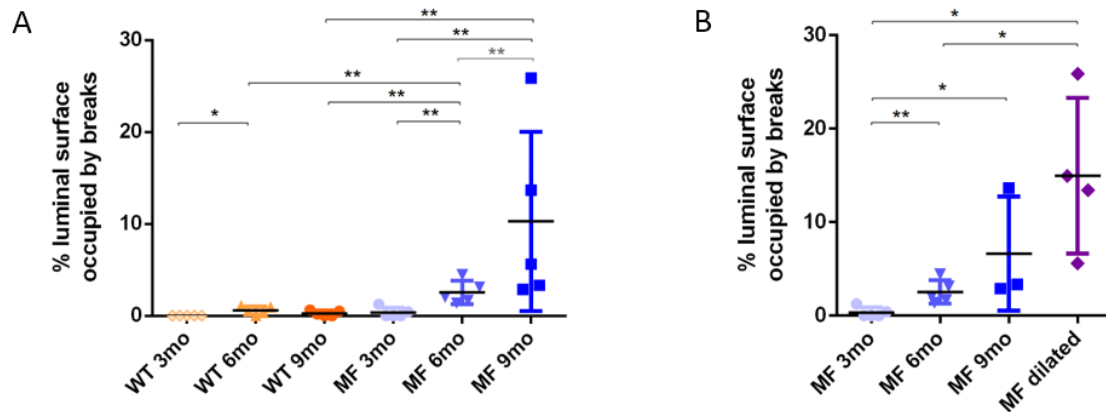 A
% luminal surface
occupied by breaks
30
20
10
0
*
**
**
**
**
**
**
WT 3mo
WT 6mo
WT 9mo
MF 3mo
MF 6mo
MF 9mo
B
% luminal surface
occupied by breaks
30
20
10
0
*
*
*
**
MF 3mo
MF 6mo
MF 9mo
MF dilated